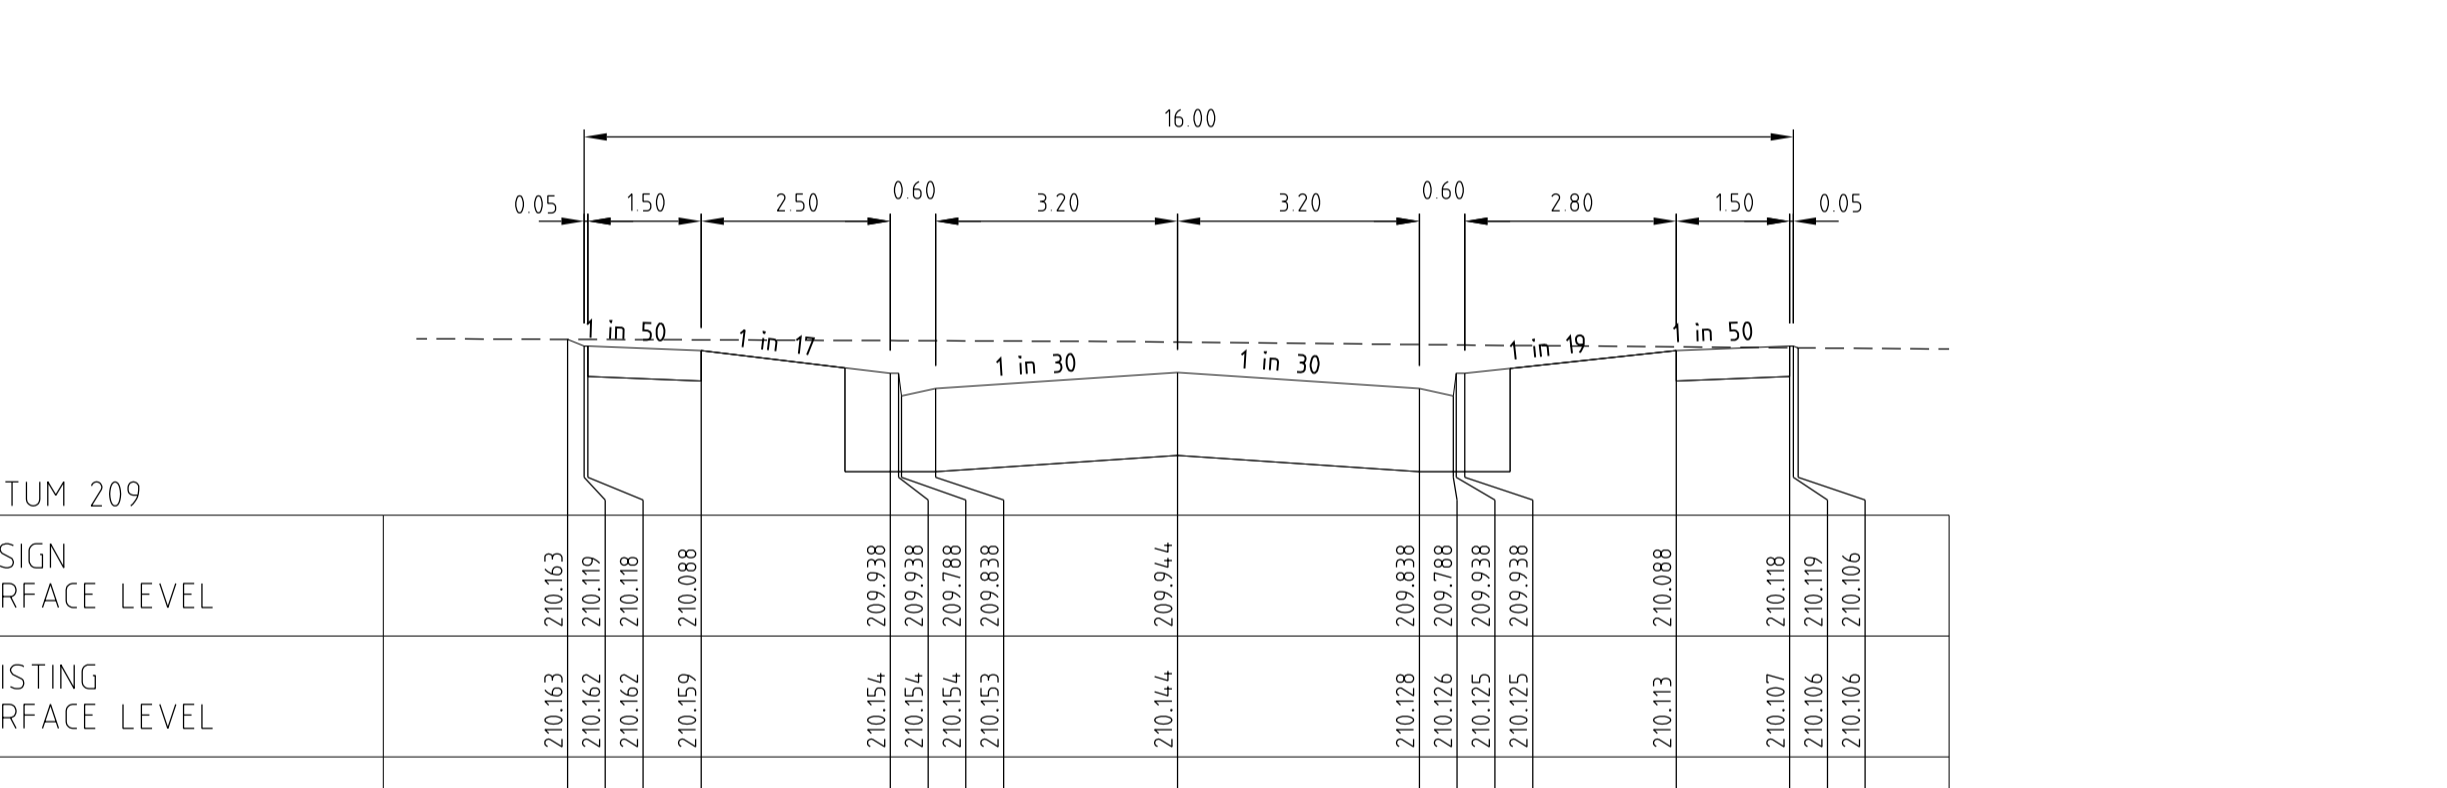 16.00
0.05 1.50 2.50 0.60 3.20 3.20 0.60 2.80 1.50 0.05
1 in 50 1 in 17 1 in 30 1 in 30 1 in 19 1 in 50
TUM 209
SIGN
RFACE LEVEL
210.163 210.119 210.118 210.088 209.938 209.938 209.788 209.838 209.944 209.838 209.788 209.938 209.938 210.088 210.118 210.119 210.106
ISTING
RFACE LEVEL
210.163 210.162 210.162 210.159 210.154 210.154 210.154 210.153 210.144 210.128 210.126 210.125 210.125 210.113 210.107 210.106 210.106